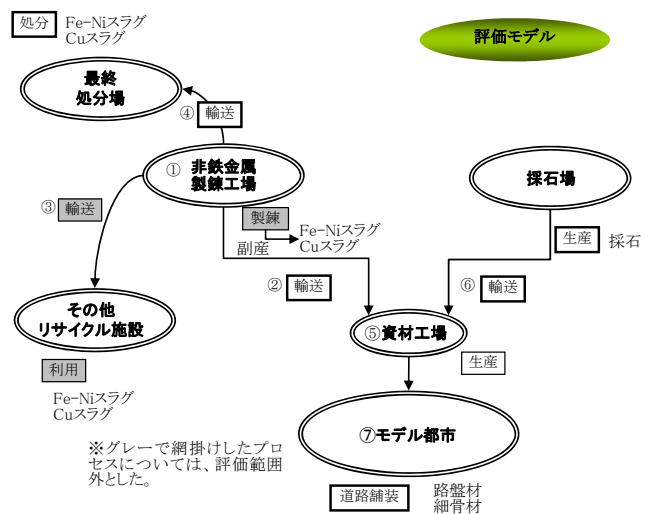 処分 Fe-Niスラグ
Cuスラグ
評価モデル
最終
処分場
④ 輸送
① 非鉄金属
製錬工場
採石場
③ 輸送
製錬
Fe-Niスラグ
Cuスラグ
副産
生産 採石
② 輸送
⑥ 輸送
その他
リサイクル施設
⑤資材工場
利用
生産
Fe-Niスラグ
Cuスラグ
⑦モデル都市
※グレーで網掛けしたプロ
セスについては、評価範囲
外とした。
道路舗装 路盤材
細骨材